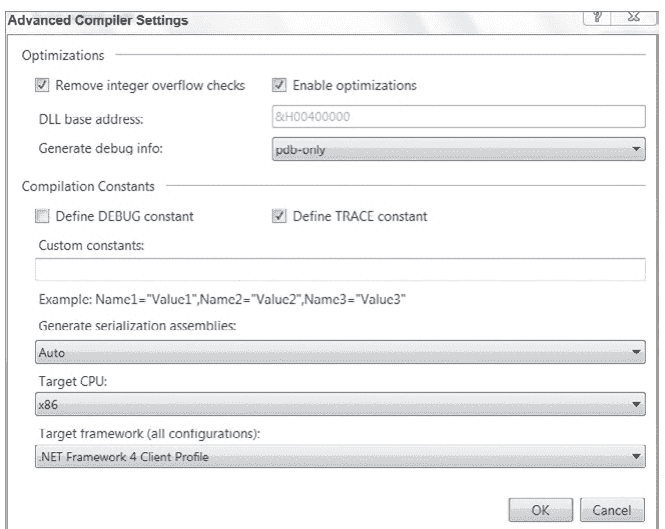 Advanced Compiler Settings
?
Optimizations
Remove integer overflow checks
Enable optimizations
DLL base address:
&H00400000
Generate debug info:
pdb-only
Compilation Constants
Define DEBUG constant
Define TRACE constant
Custom constants:
Example: Name1="Value1",Name2="Value2",Name3="Value3"
Generate serialization assemblies:
Auto
Target CPU:
x86
Target framework (all configurations):
.NET Framework 4 Client Profile
OK
Cancel